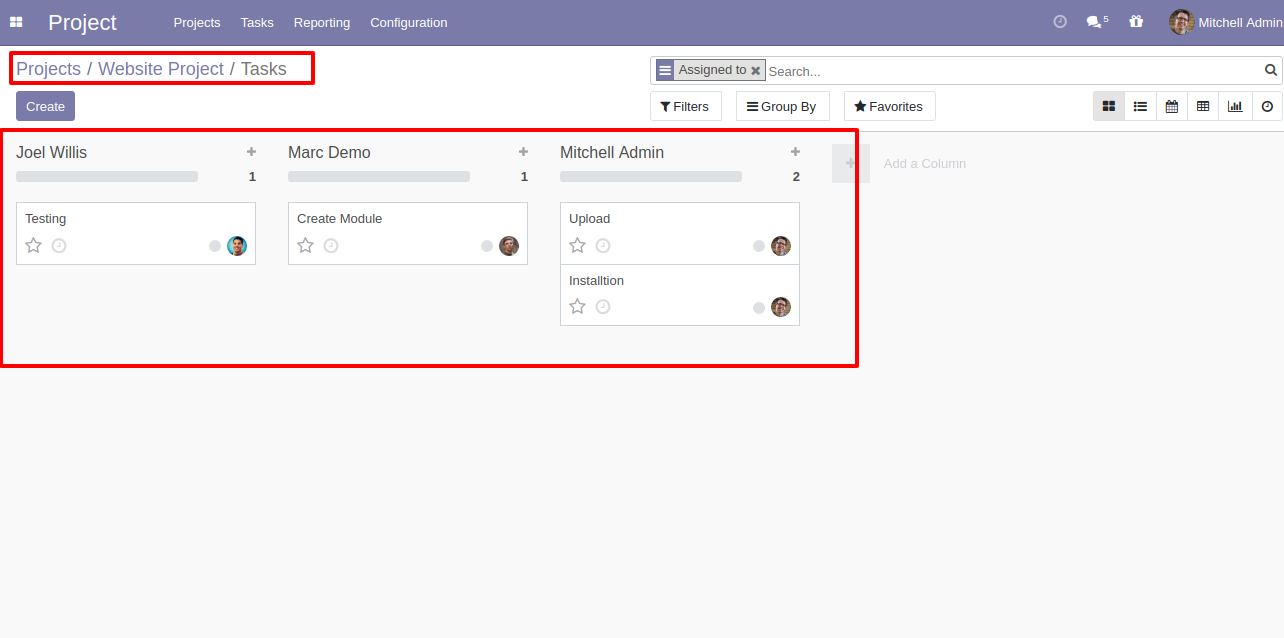 Project Projects Tasks Reporting Configuration 5 Mitchell Admin
Projects / Website Project / Tasks
Assigned to Search...
Create
Filters Group By Favorites
Joel Willis
1
Testing
Marc Demo
1
Create Module
Mitchell Admin
2
Upload
Installtion
Add a Column